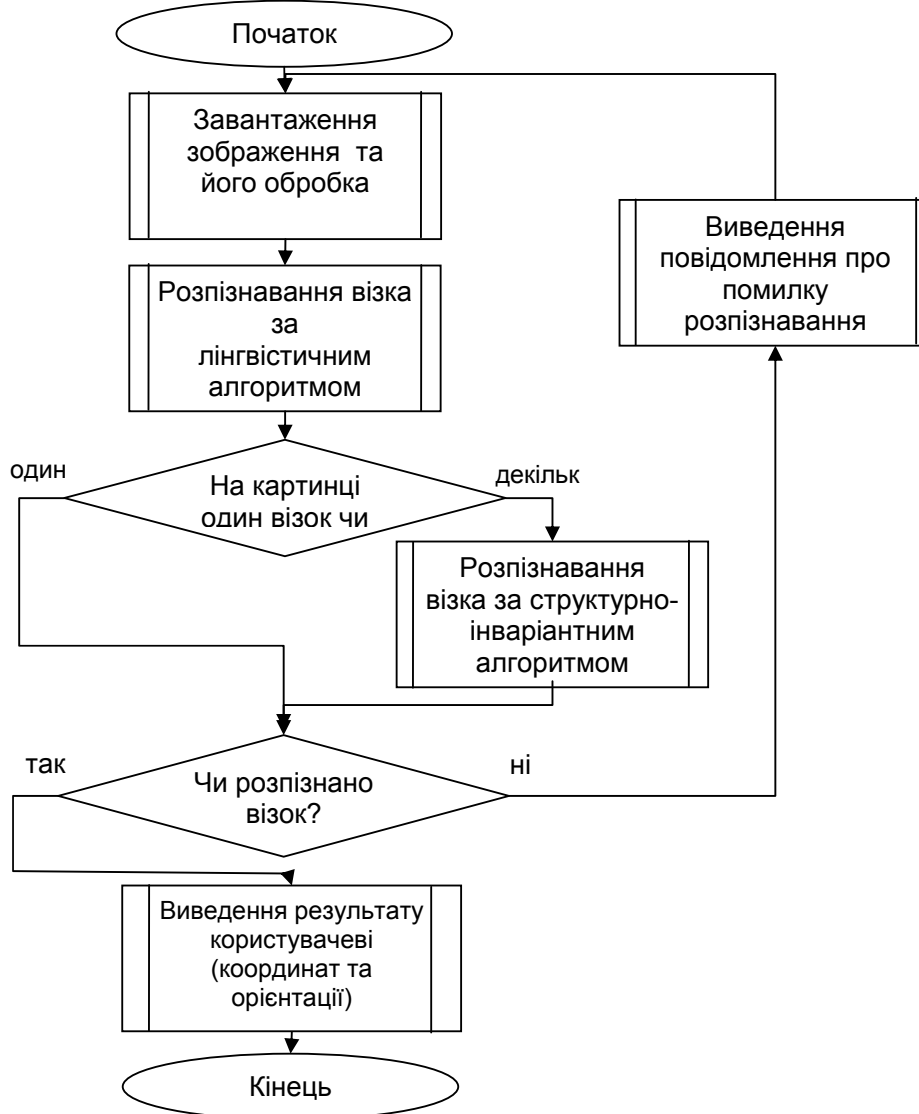 Початок
Завантаження
зображення та
його обробка
Виведення
повідомлення про
помилку
розпізнавання
Розпізнавання візка
за
лінгвістичним
алгоритмом
один
декільк
На картинці
один візок чи
Розпізнавання
візка за структурно-
інваріантним
алгоритмом
так
ні
Чи розпізнано
візок?
Виведення результату
користувачеві
(координат та
орієнтації)
Кінець